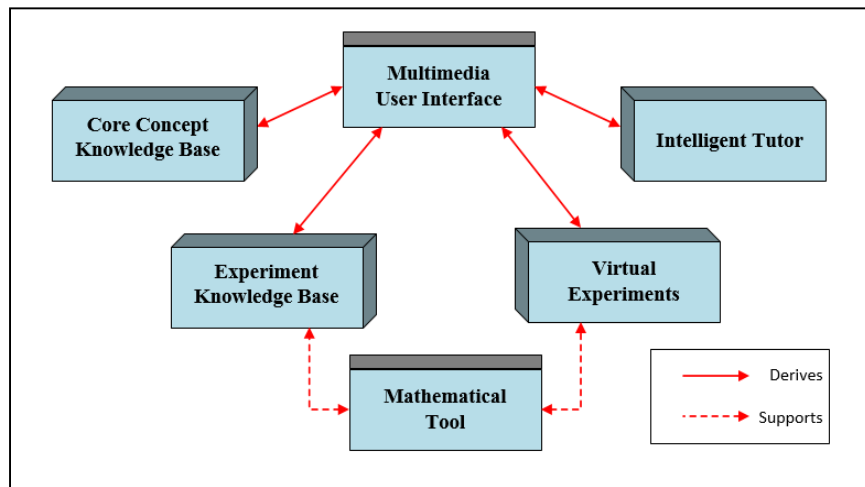 Multimedia
User Interface
Core Concept
Knowledge Base
Intelligent Tutor
Experiment
Knowledge Base
Virtual
Experiments
Mathematical
Tool
Derives
Supports